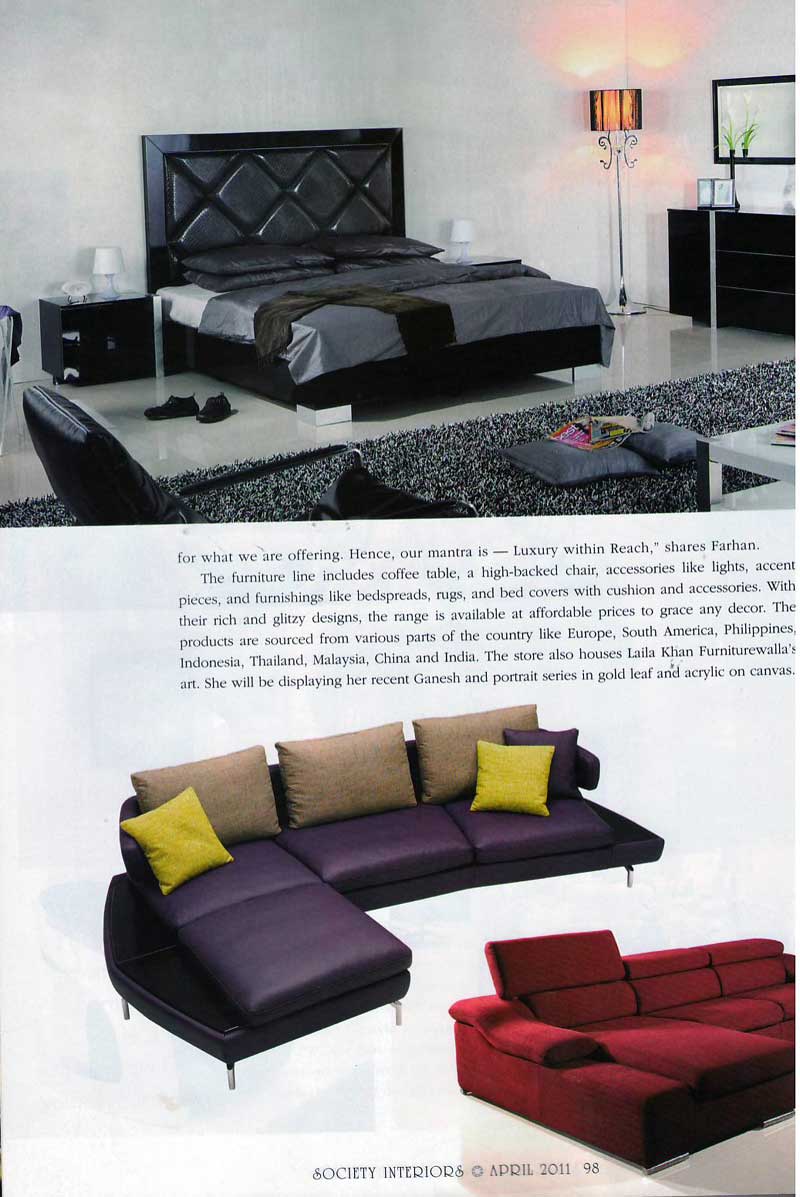 for what we are offering. Hence, our mantra is — Luxury within Reach," shares Farhan.
The furniture line includes coffee table, a high-backed chair, accessories like lights, accent
pieces, and furnishings like bedspreads, rugs, and bed covers with cushion and accessories. With
their rich and glitzy designs, the range is available at affordable prices to grace any decor. The
products are sourced from various parts of the country like Europe, South America, Philippines,
Indonesia, Thailand, Malaysia, China and India. The store also houses Laila Khan Furniturewalla's
art. She will be displaying her recent Ganesh and portrait series in gold leaf and acrylic on canvas.
SOCIETY INTERIORS ✪ APRIL 2011 98